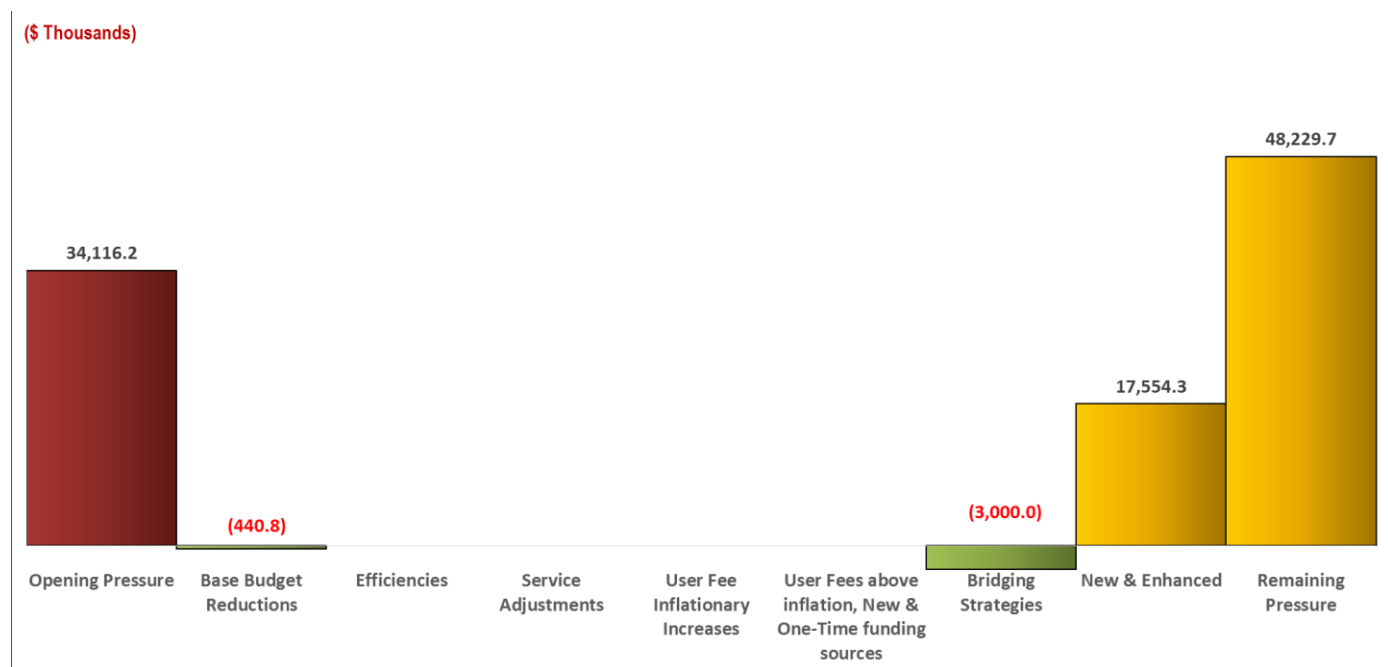 ($ Thousands)
48,229.7
34,116.2
17,554.3
(440.8)
(3,000.0)
Opening Pressure
Base Budget
Reductions
Efficiencies
Service
Adjustments
User Fee
Inflationary
Increases
User Fees above
inflation, New &
One-Time funding
sources
Bridging
Strategies
New & Enhanced
Remaining
Pressure